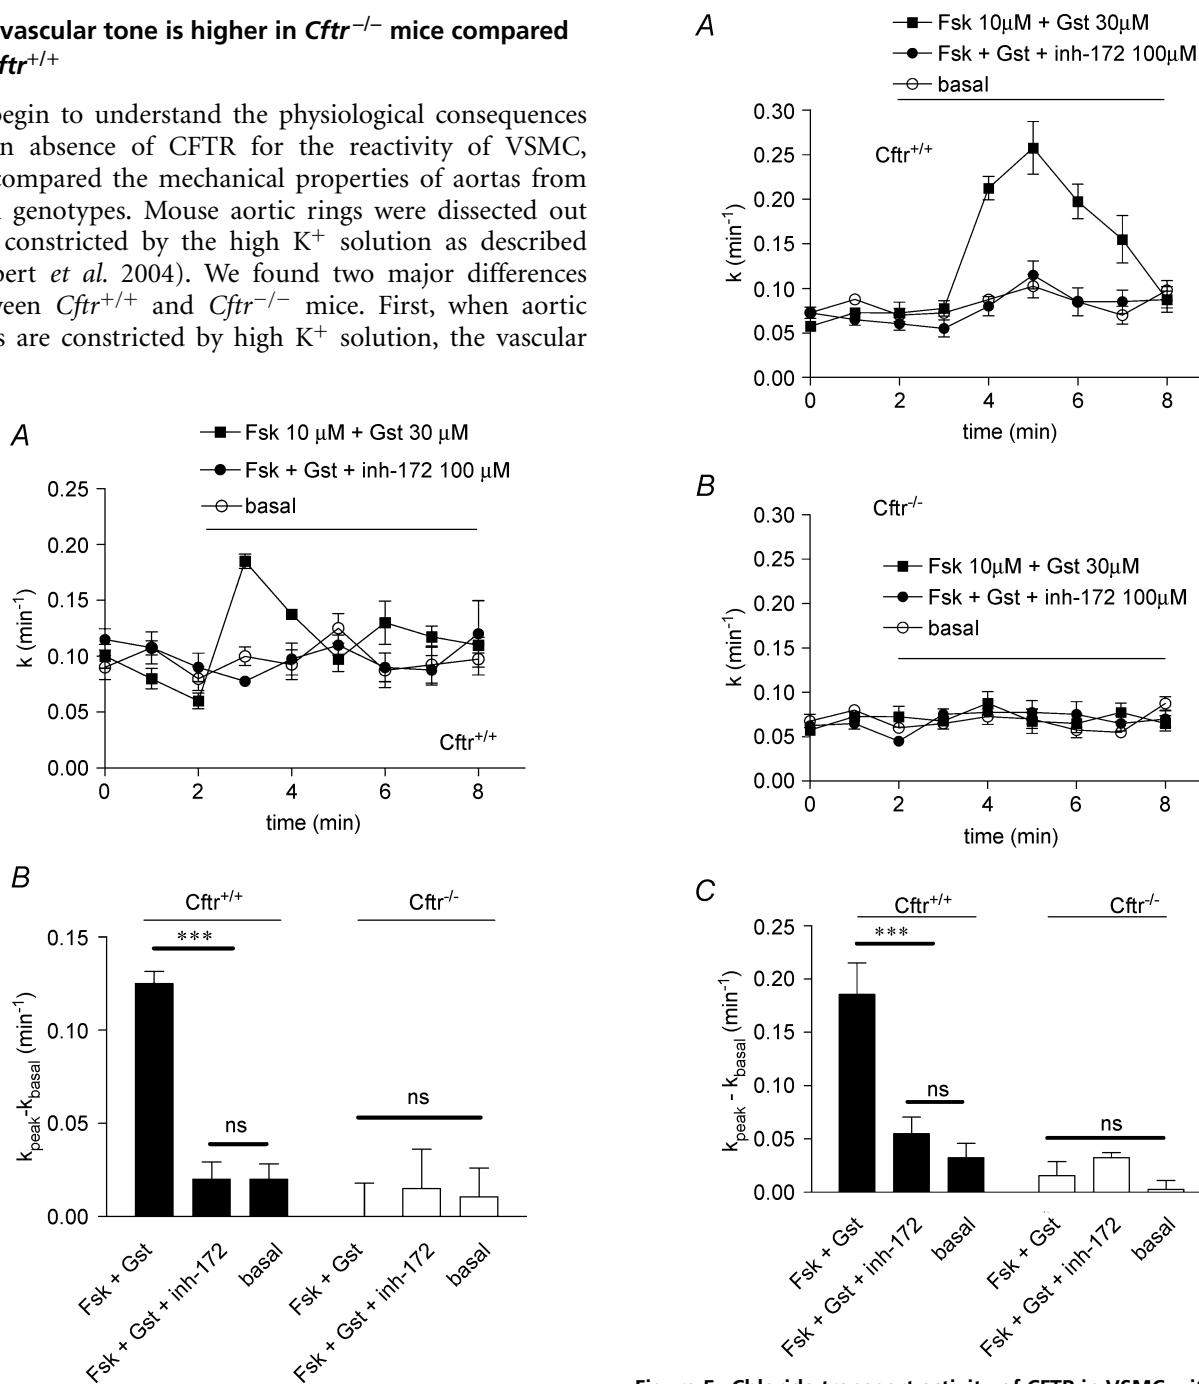 vascular tone is higher in Cftr−/− mice compared
ftr+/+
egin to understand the physiological consequences
n absence of CFTR for the reactivity of VSMC,
compared the mechanical properties of aortas from
genotypes. Mouse aortic rings were dissected out
constricted by the high K+ solution as described
bert et al. 2004). We found two major differences
ween Cftr+/+ and Cftr−/− mice. First, when aortic
s are constricted by high K+ solution, the vascular
A
Fsk 10 μM + Gst 30 μM
Fsk + Gst + inh-172 100 μM
basal
0.25
0.20
0.15
0.10
0.05
0.00
k (min-1)
Cftr+/+
0 2 4 6 8
time (min)
B
Cftr+/+ Cftr-/-
***
ns
ns
0.15
0.10
0.05
0.00
kpeak-kbasal (min-1)
Fsk + Gst
Fsk + Gst + inh-172
basal
Fsk + Gst
Fsk + Gst + inh-172
basal
A
Fsk 10μM + Gst 30μM
Fsk + Gst + inh-172 100μM
basal
Cftr+/+
0.30
0.25
0.20
0.15
0.10
0.05
0.00
k (min-1)
0 2 4 6 8
time (min)
B
Cftr-/-
Fsk 10μM + Gst 30μM
Fsk + Gst + inh-172 100μM
basal
0.30
0.25
0.20
0.15
0.10
0.05
0.00
k (min-1)
0 2 4 6 8
time (min)
C
Cftr+/+ Cftr-/-
***
ns
ns
0.25
0.20
0.15
0.10
0.05
0.00
kpeak - kbasal (min-1)
Fsk + Gst
Fsk + Gst + inh-172
basal
Fsk + Gst
Fsk + Gst + inh-172
basal